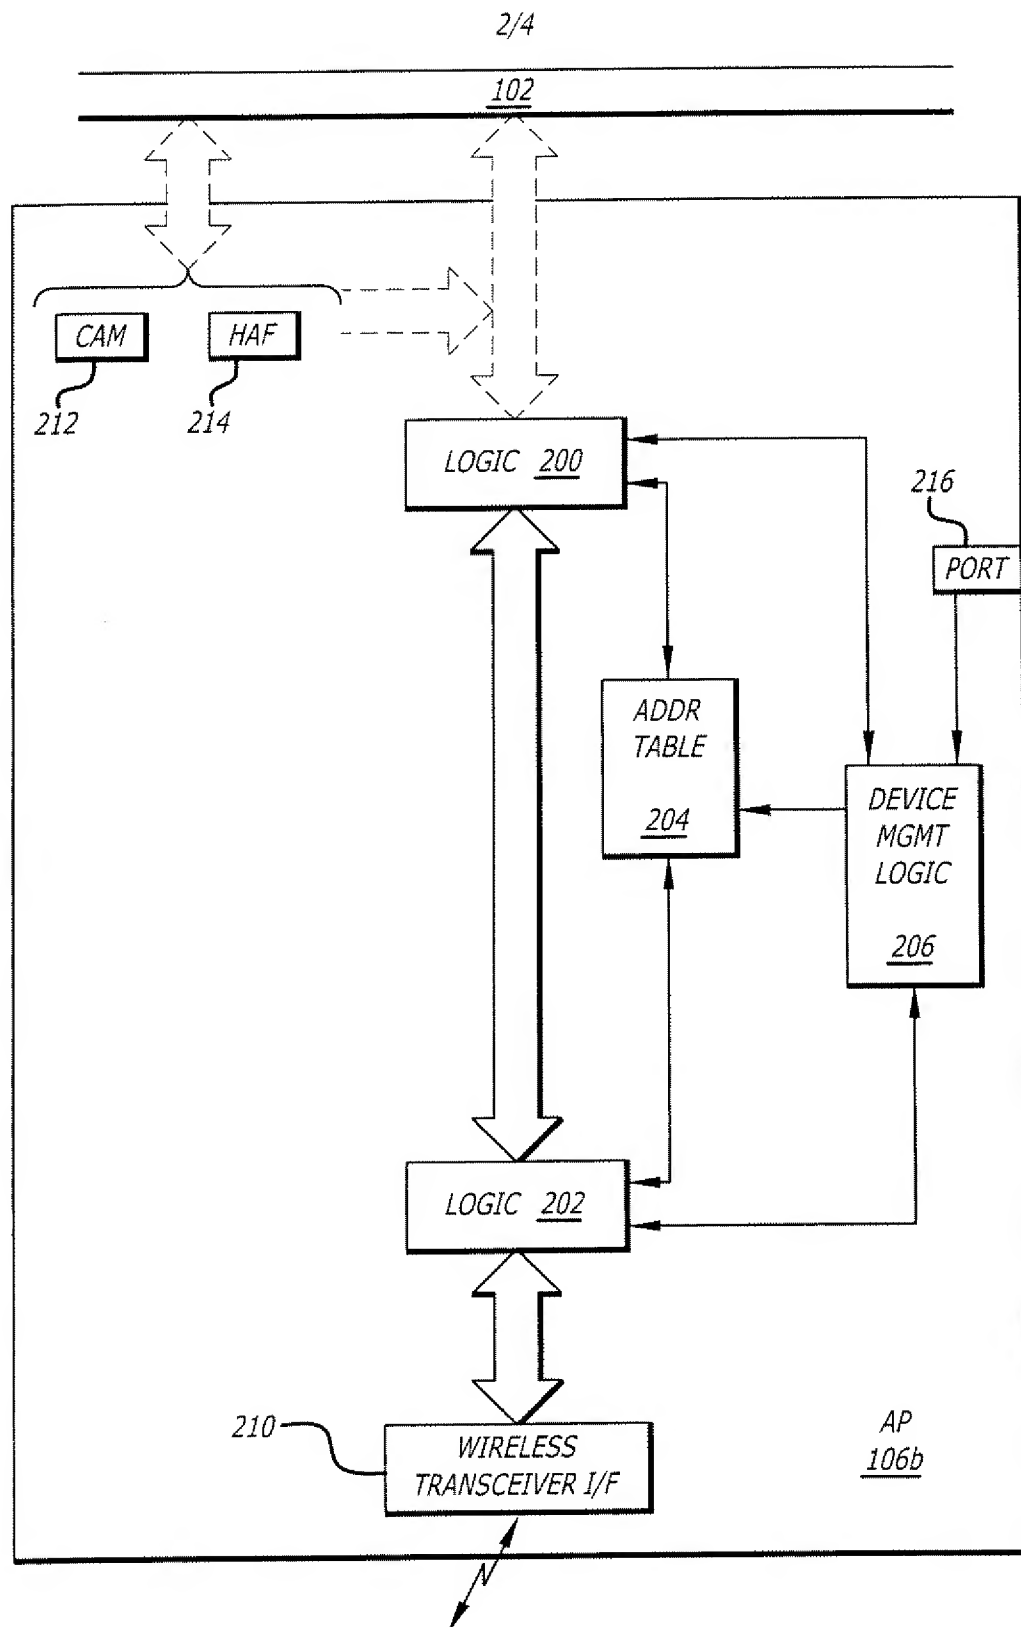 2/4
102
CAM
HAF
212
214
LOGIC 200
216
PORT
ADDR
TABLE
204
DEVICE
MGMT
LOGIC
206
LOGIC 202
210
WIRELESS
TRANSCEIVER I/F
AP
106b
N